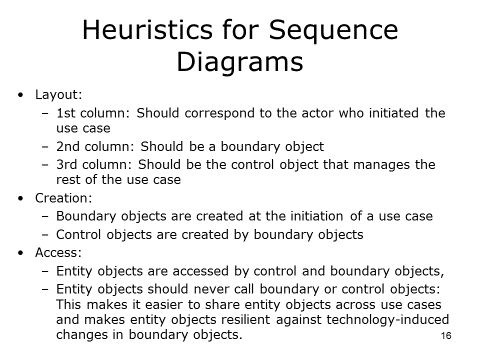 Heuristics for Sequence
Diagrams
• Layout:
– 1st column: Should correspond to the actor who initiated the
use case
– 2nd column: Should be a boundary object
– 3rd column: Should be the control object that manages the
rest of the use case
• Creation:
– Boundary objects are created at the initiation of a use case
– Control objects are created by boundary objects
• Access:
– Entity objects are accessed by control and boundary objects,
– Entity objects should never call boundary or control objects:
This makes it easier to share entity objects across use cases
and makes entity objects resilient against technology-induced
changes in boundary objects.
16